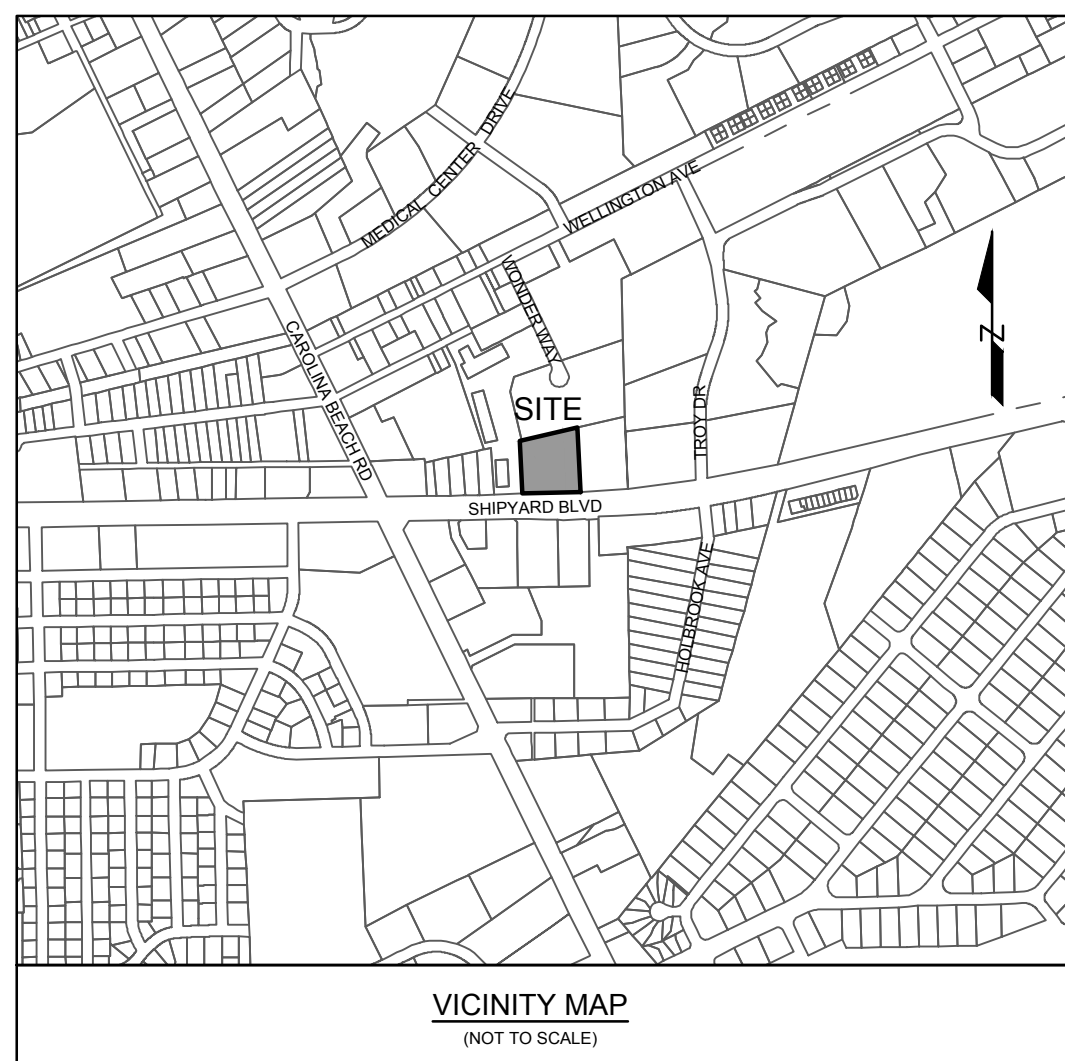 MEDICAL CENTER DRIVE
WELLINGTON AVE
WONDER WAY
CAROLINA BEACH RD
N
SITE
TROY DR
SHIPYARD BLVD
HOLBROOK AVE
VICINITY MAP
(NOT TO SCALE)